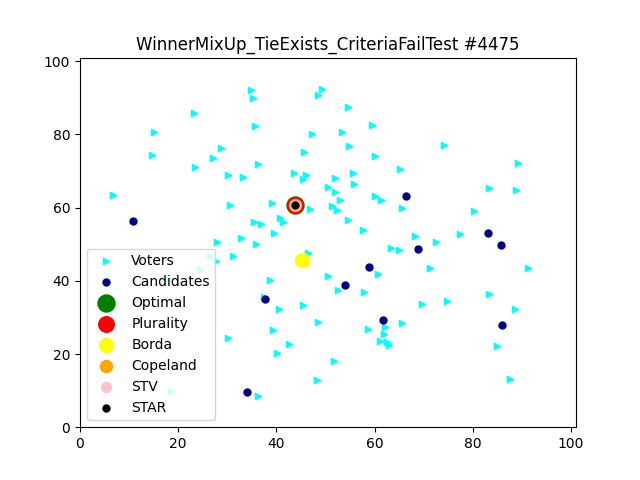 WinnerMixUp_TieExists_CriteriaFailTest #4475
100
80
60
40
20
0
Voters
Candidates
Optimal
Plurality
Borda
Copeland
STV
STAR
0 20 40 60 80 100